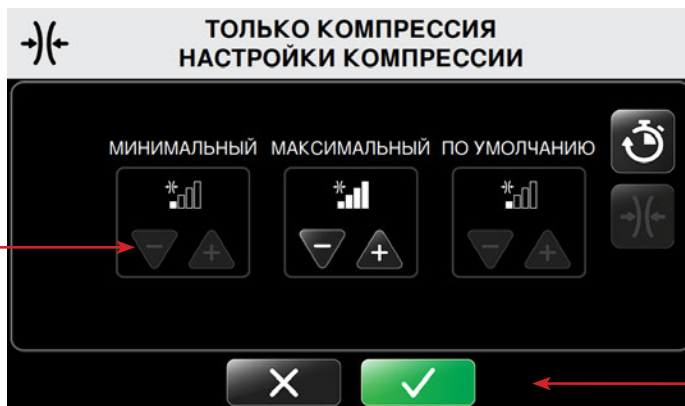 ТОЛЬКО КОМПРЕССИЯ
НАСТРОЙКИ КОМПРЕССИИ
МИНИМАЛЬНЫЙ МАКСИМАЛЬНЫЙ ПО УМОЛЧАНИЮ